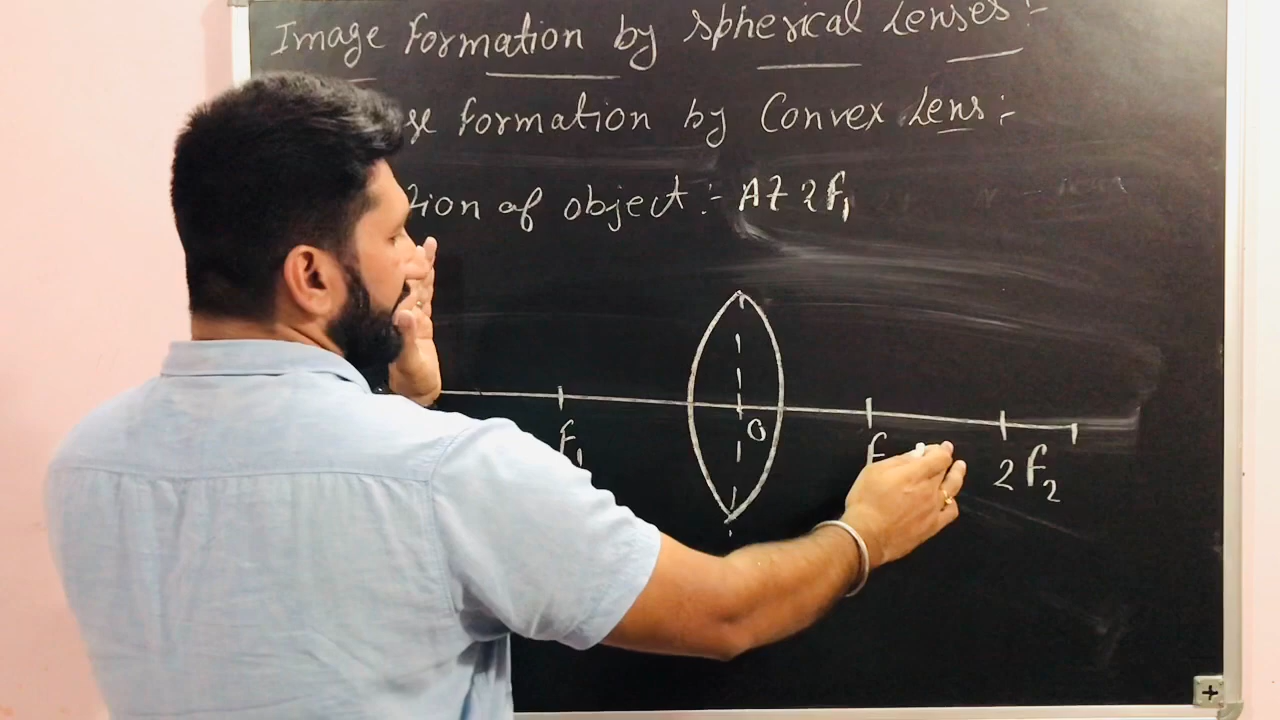 Image Formation by spherical Lenses :-
formation by Convex Lens :-
of object :- At 2F1
O
F1
F
2F2